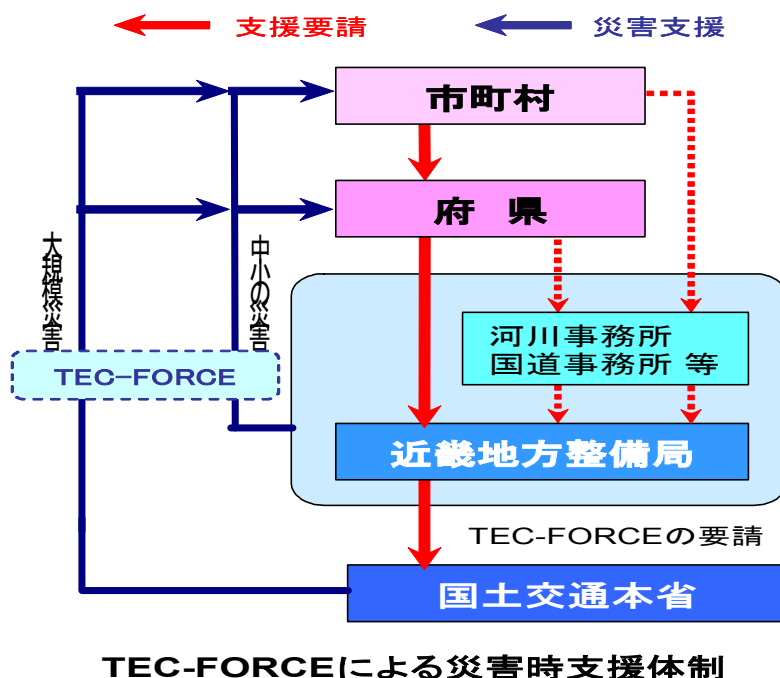 支援要請
災害支援
市町村
府 県
大規模災害
中小の災害
河川事務所
国道事務所 等
TEC-FORCE
近畿地方整備局
TEC-FORCEの要請
国土交通本省
TEC-FORCEによる災害時支援体制